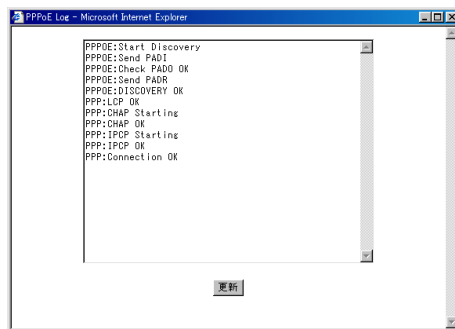 PPPoE Log - Microsoft Internet Explorer
PPPOE:Start Discovery
PPPOE:Send PADI
PPPOE:Check PADO OK
PPPOE:Send PADR
PPPOE:DISCOVERY OK
PPP:LCP OK
PPP:CHAP Starting
PPP:CHAP OK
PPP:IPCP Starting
PPP:IPCP OK
PPP:Connection OK
更新